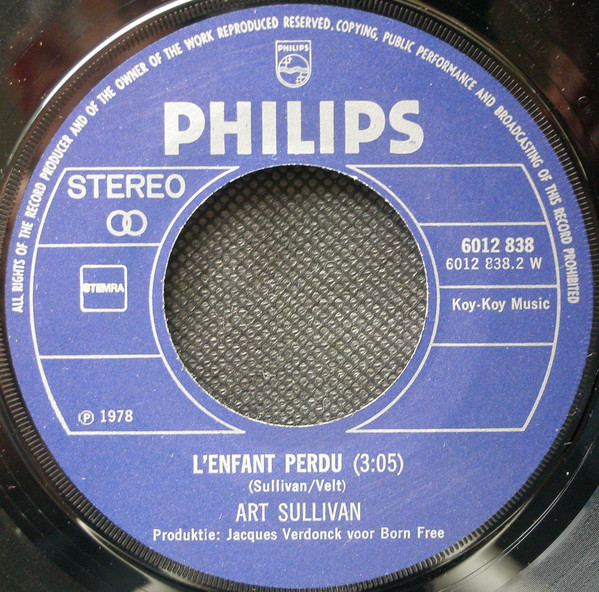 ALL RIGHTS OF THE RECORD PRODUCER AND OF THE OWNER OF THE WORK REPRODUCED RESERVED. COPYING, PUBLIC PERFORMANCE AND BROADCASTING OF THIS RECORD PROHIBITED
PHILIPS
PHILIPS
STEREO
STEMRA
6012 838
6012 838.2 W
Koy-Koy Music
℗ 1978
L'ENFANT PERDU (3:05)
(Sullivan/Velt)
ART SULLIVAN
Produktie: Jacques Verdonck voor Born Free